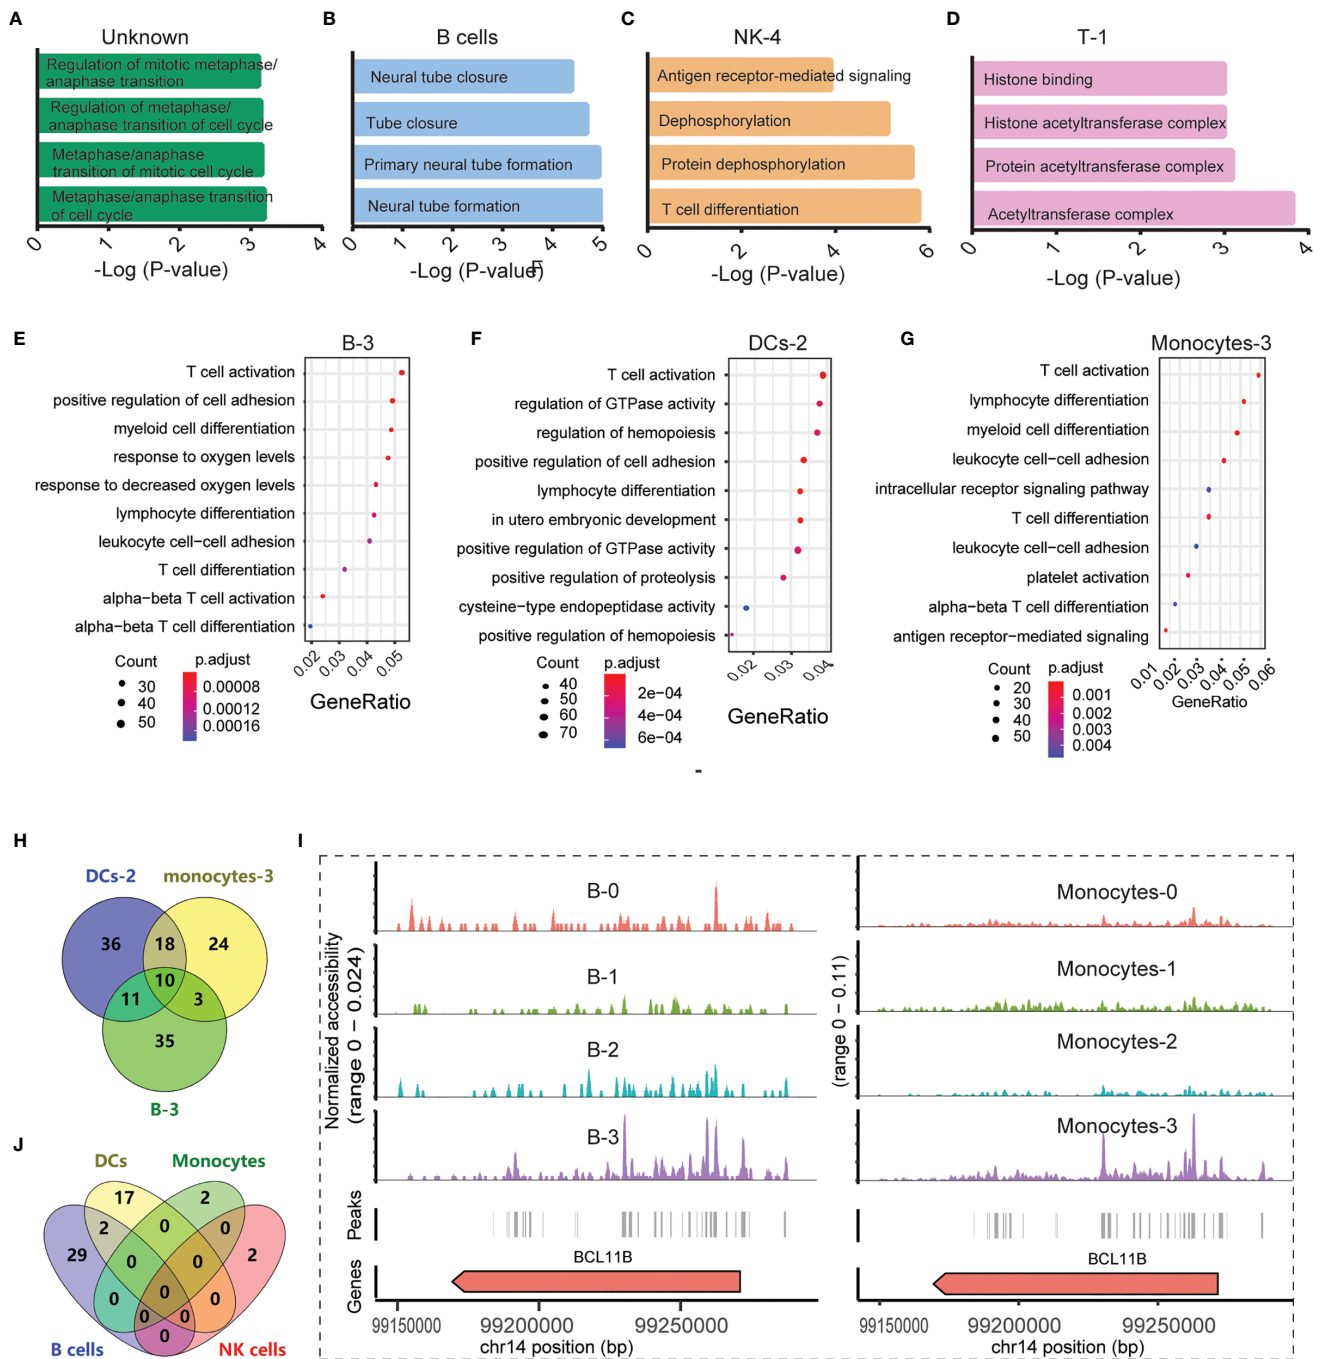 A
Unknown
Regulation of mitotic metaphase/
anaphase transition
Regulation of metaphase/
anaphase transition of cell cycle
Metaphase/anaphase
transition of mitotic cell cycle
Metaphase/anaphase transition
of cell cycle
0 1 2 3 4
-Log (P-value)
B
B cells
Neural tube closure
Tube closure
Primary neural tube formation
Neural tube formation
0 1 2 3 4 5
-Log (P-value)
F
C
NK-4
Antigen receptor-mediated signaling
Dephosphorylation
Protein dephosphorylation
T cell differentiation
0 2 4 6
-Log (P-value)
D
T-1
Histone binding
Histone acetyltransferase complex
Protein acetyltransferase complex
Acetyltransferase complex
0 1 2 3 4
-Log (P-value)
E
B-3
T cell activation
positive regulation of cell adhesion
myeloid cell differentiation
response to oxygen levels
response to decreased oxygen levels
lymphocyte differentiation
leukocyte cell−cell adhesion
T cell differentiation
alpha−beta T cell activation
alpha−beta T cell differentiation
0.02 0.03 0.04 0.05
GeneRatio
Count
30
40
50
p.adjust
0.00008
0.00012
0.00016
F
DCs-2
T cell activation
regulation of GTPase activity
regulation of hemopoiesis
positive regulation of cell adhesion
lymphocyte differentiation
in utero embryonic development
positive regulation of GTPase activity
positive regulation of proteolysis
cysteine−type endopeptidase activity
positive regulation of hemopoiesis
0.02 0.03 0.04
GeneRatio
Count
40
50
60
70
p.adjust
2e−04
4e−04
6e−04
-
G
Monocytes-3
T cell activation
lymphocyte differentiation
myeloid cell differentiation
leukocyte cell−cell adhesion
intracellular receptor signaling pathway
T cell differentiation
leukocyte cell−cell adhesion
platelet activation
alpha−beta T cell differentiation
antigen receptor−mediated signaling
0.01 0.02 0.03 0.04 0.05 0.06
GeneRatio
Count
20
30
40
50
p.adjust
0.001
0.002
0.003
0.004
H
DCs-2 monocytes-3
36 18 24
10
11 3
35
B-3
I
Normalized accessibility
(range 0 − 0.024)
B-0
B-1
B-2
B-3
Peaks
Genes
BCL11B
99150000 99200000 99250000
chr14 position (bp)
(range 0 − 0.11)
Monocytes-0
Monocytes-1
Monocytes-2
Monocytes-3
BCL11B
99150000 99200000 99250000
chr14 position (bp)
J
DCs Monocytes
17 2
2 0 0
29 0 0 2
0 0 0
0 0
0
B cells NK cells